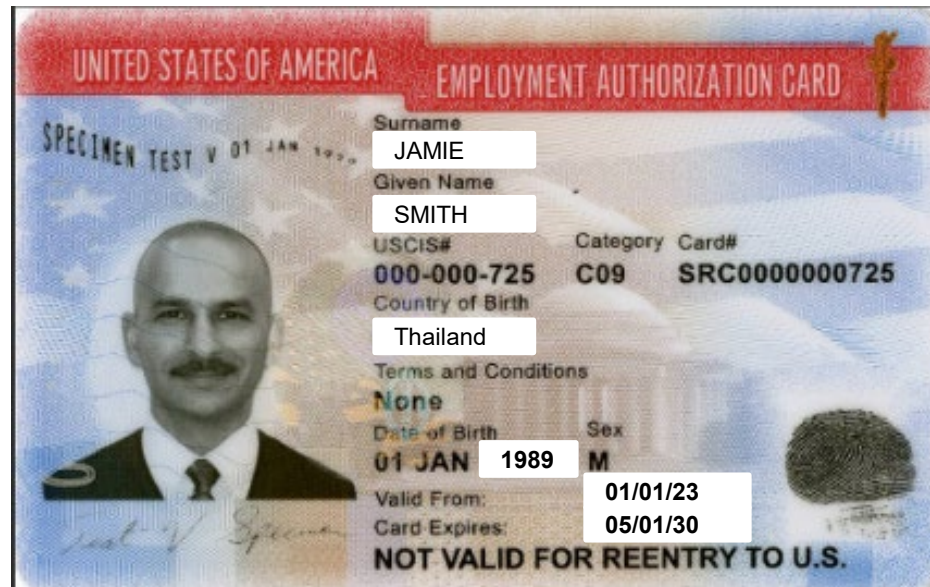 UNITED STATES OF AMERICA
EMPLOYMENT AUTHORIZATION CARD
SPECIMEN TEST V 01 JAN
Surname
JAMIE
Given Name
SMITH
USCIS# Category Card#
000-000-725 C09 SRC0000000725
Country of Birth
Thailand
Terms and Conditions
None
Date of Birth Sex
01 JAN 1989 M
Valid From: 01/01/23
Card Expires: 05/01/30
NOT VALID FOR REENTRY TO U.S.
Test V Specimen